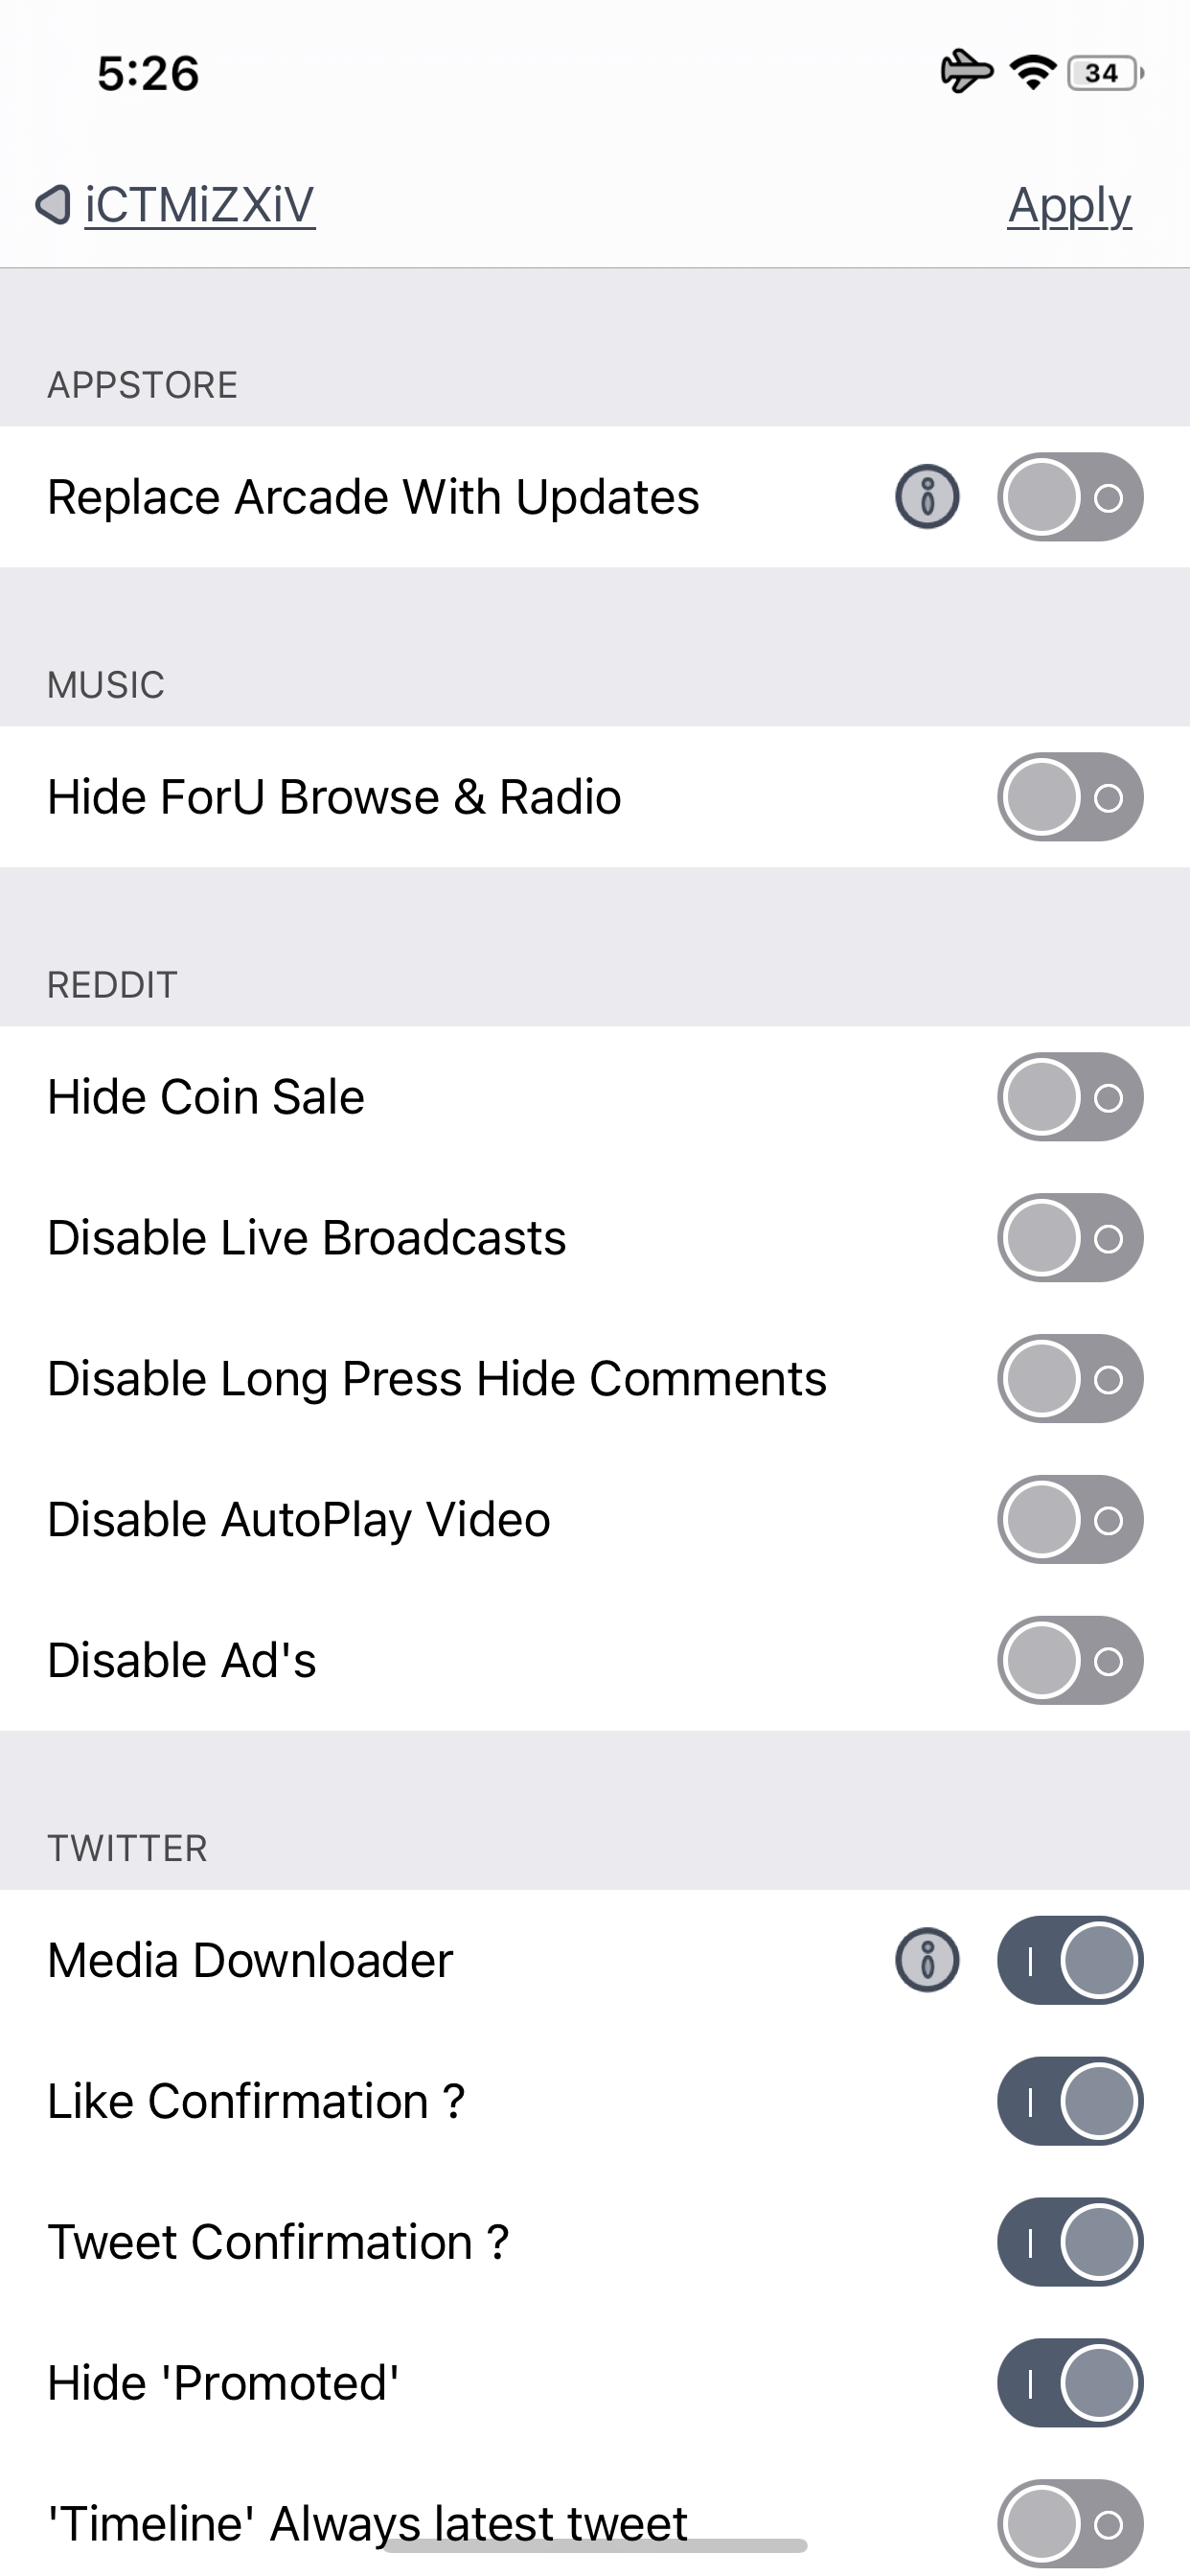 5:26
34
iCTMiZXiV
Apply
APPSTORE
Replace Arcade With Updates
MUSIC
Hide ForU Browse & Radio
REDDIT
Hide Coin Sale
Disable Live Broadcasts
Disable Long Press Hide Comments
Disable AutoPlay Video
Disable Ad's
TWITTER
Media Downloader
Like Confirmation ?
Tweet Confirmation ?
Hide 'Promoted'
'Timeline' Always latest tweet